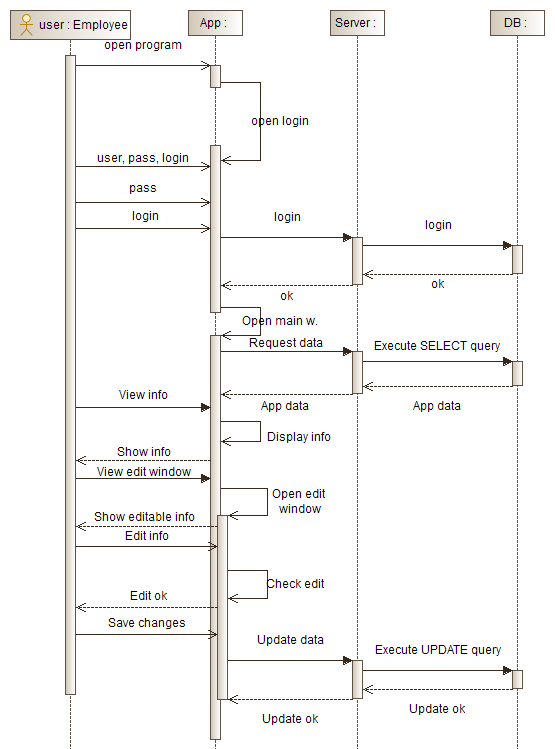 user : Employee
App :
Server :
DB :
open program
open login
user, pass, login
pass
login
login
login
ok
ok
Open main w.
Request data
Execute SELECT query
View info
App data
App data
Display info
Show info
View edit window
Open edit
window
Show editable info
Edit info
Check edit
Edit ok
Save changes
Update data
Execute UPDATE query
Update ok
Update ok